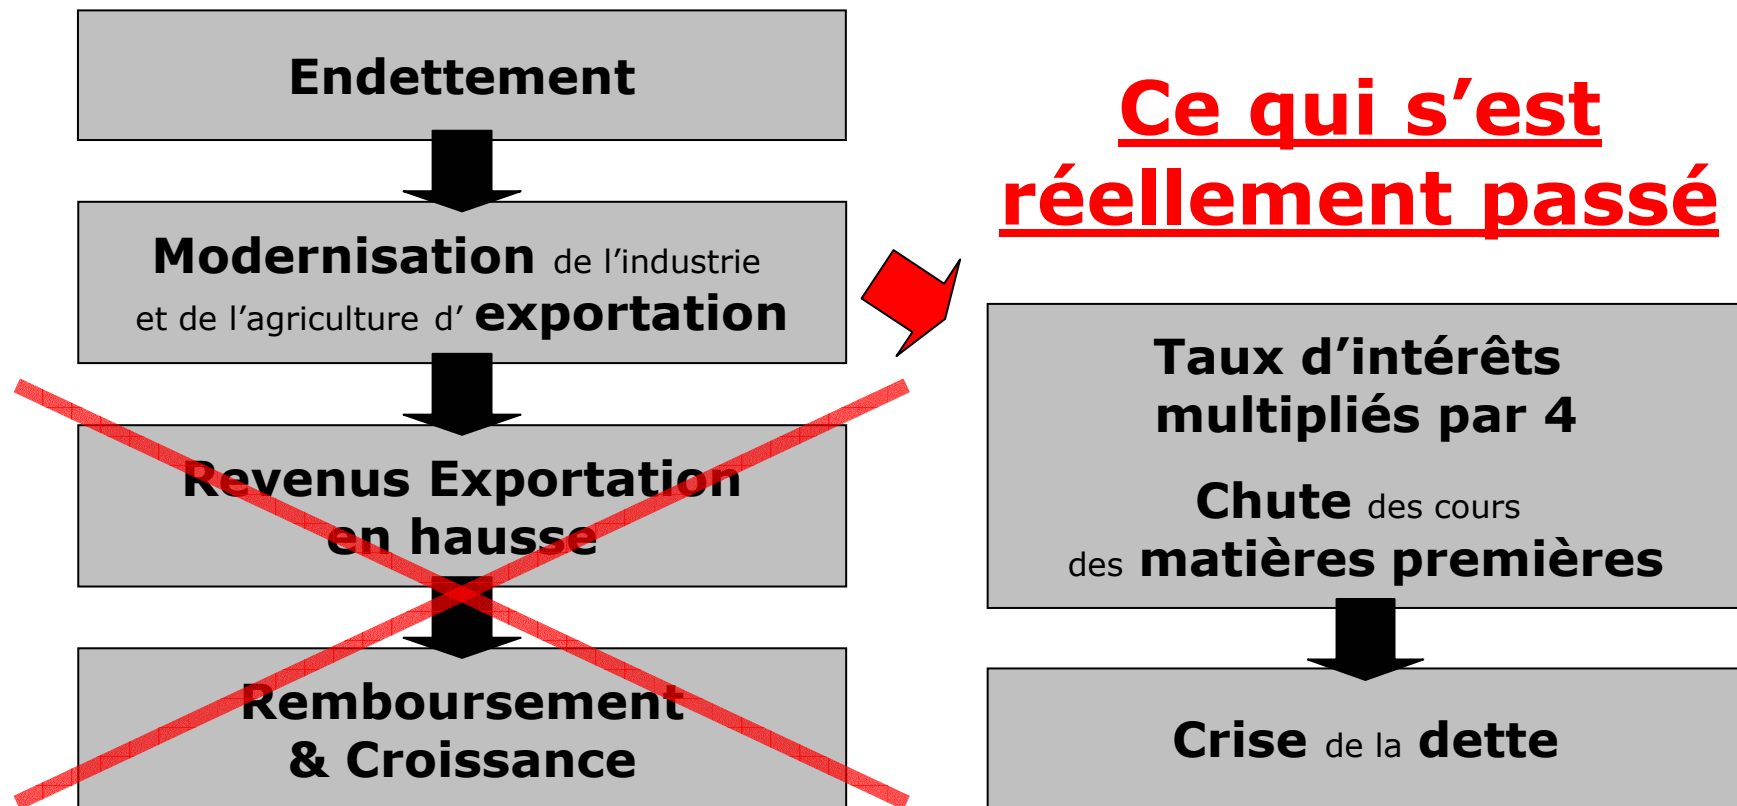 Endettement
Modernisation de l’industrie
et de l’agriculture d’ exportation
Revenus Exportation
en hausse
Remboursement
& Croissance
Ce qui s’est
réellement passé
Taux d’intérêts
multipliés par 4
Chute des cours
des matières premières
Crise de la dette